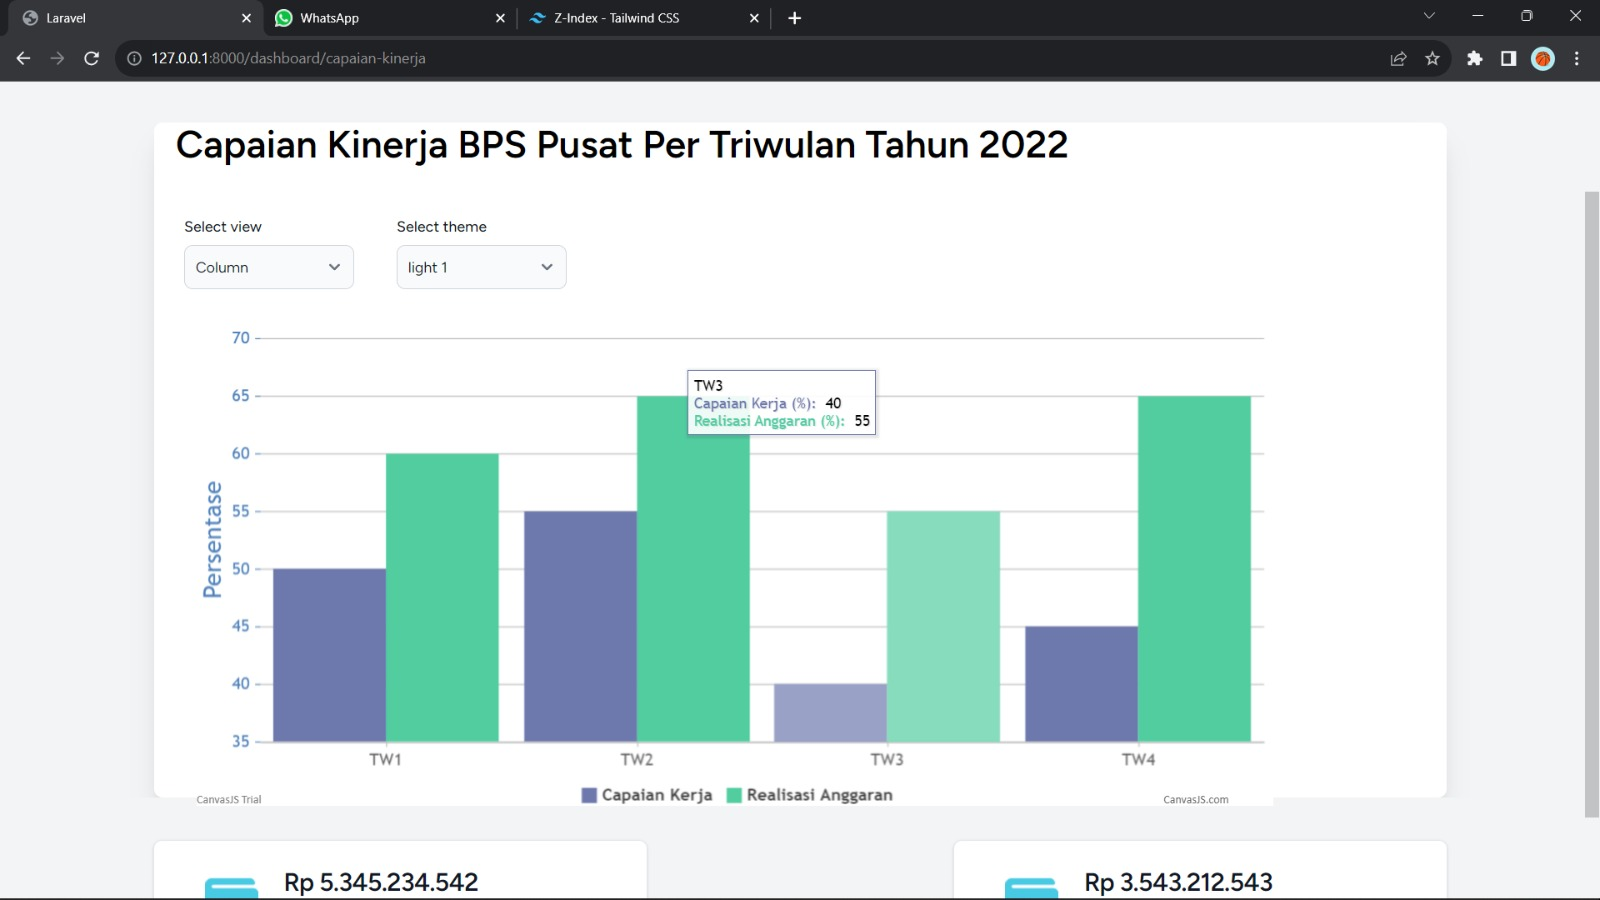 Laravel
WhatsApp
Z-Index - Tailwind CSS
127.0.0.1:8000/dashboard/capaian-kinerja
Capaian Kinerja BPS Pusat Per Triwulan Tahun 2022
Select view
Select theme
Column
light 1
70
65
60
55
50
45
40
35
Persentase
TW3
Capaian Kerja (%): 40
Realisasi Anggaran (%): 55
TW1
TW2
TW3
TW4
Capaian Kerja
Realisasi Anggaran
CanvasJS Trial
CanvasJS.com
Rp 5.345.234.542
Rp 3.543.212.543